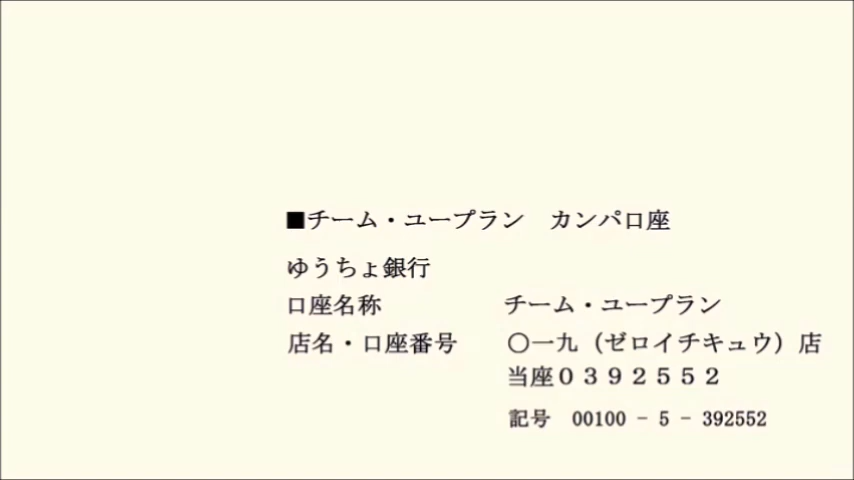 ■チーム・ユープラン　カンパ口座
ゆうちょ銀行
口座名称　　　　　チーム・ユープラン
店名・口座番号　　〇一九（ゼロイチキュウ）店
当座０３９２５５２
記号　00100 － 5 － 392552